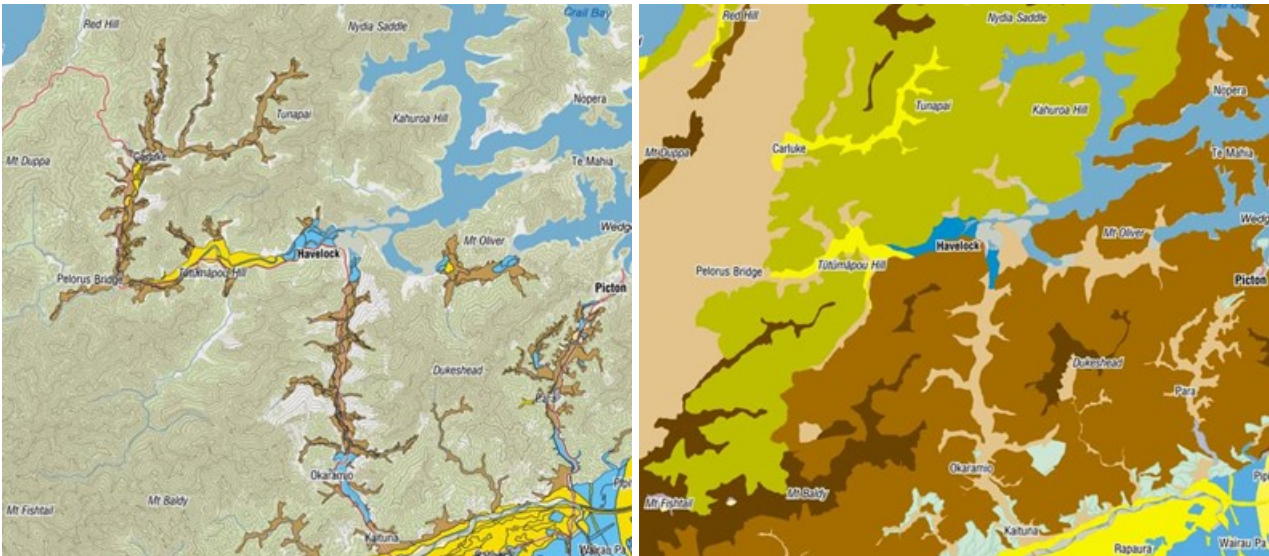 Crail Bay
Red Hill
Nydia Saddle
Nopera
Tunapai
Kahuroa Hill
Carluke
Mt Duppa
Te Mahia
Mt Oliver
Havelock
Pelorus Bridge
Tūtūmāpou Hill
Picton
Dukeshead
Para
Okaramio
Mt Baldy
Mt Fishtail
Kaituna
Wairau Pa
Red Hill
Nydia Saddle
Nopera
Tunapai
Kahuroa Hill
Carluke
Mt Duppa
Te Mahia
Mt Oliver
Havelock
Pelorus Bridge
Tūtūmāpou Hill
Picton
Dukeshead
Para
Okaramio
Mt Baldy
Mt Fishtail
Kaituna
Rapaura
Wairau Pa